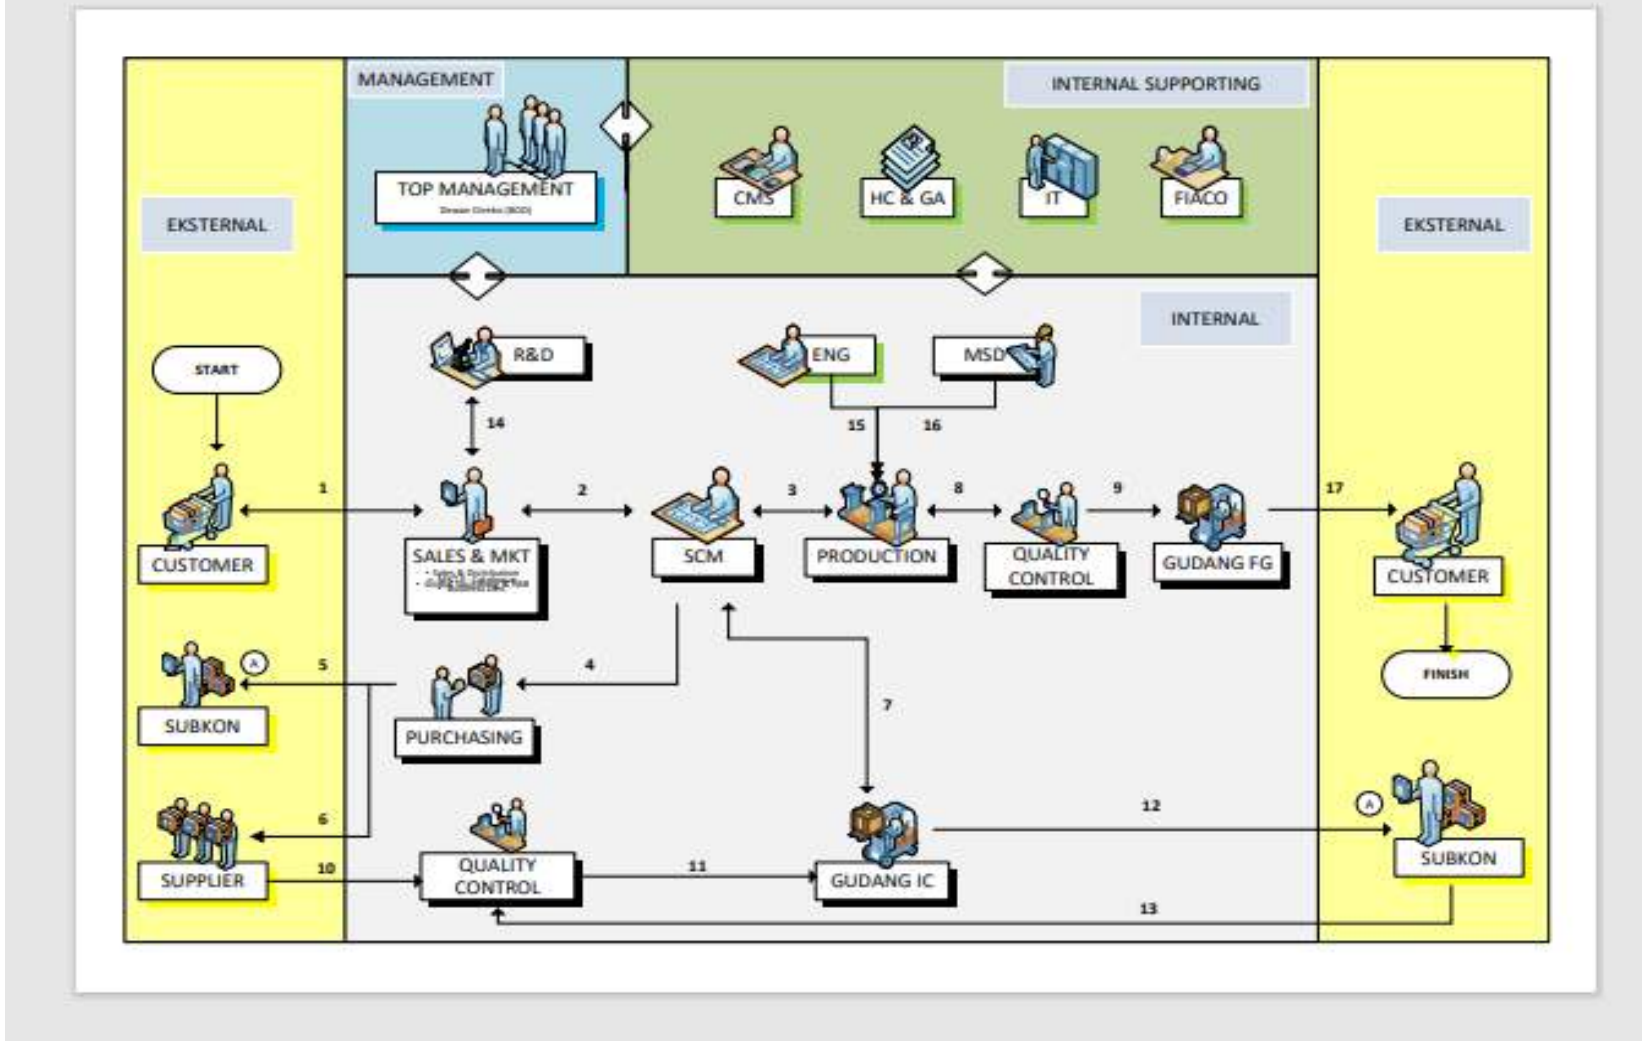 MANAGEMENT
INTERNAL SUPPORTING
TOP MANAGEMENT
CMS
HC & GA
IT
FIACO
EKSTERNAL
EKSTERNAL
INTERNAL
START
R&D
ENG
MSD
14
15
16
1
2
3
8
9
17
CUSTOMER
SALES & MKT
• Sales & Distribution
SCM
PRODUCTION
QUALITY
CONTROL
GUDANG FG
CUSTOMER
A
5
4
FINISH
SUBKON
PURCHASING
7
6
12
A
SUPPLIER
10
QUALITY
CONTROL
11
GUDANG IC
SUBKON
13